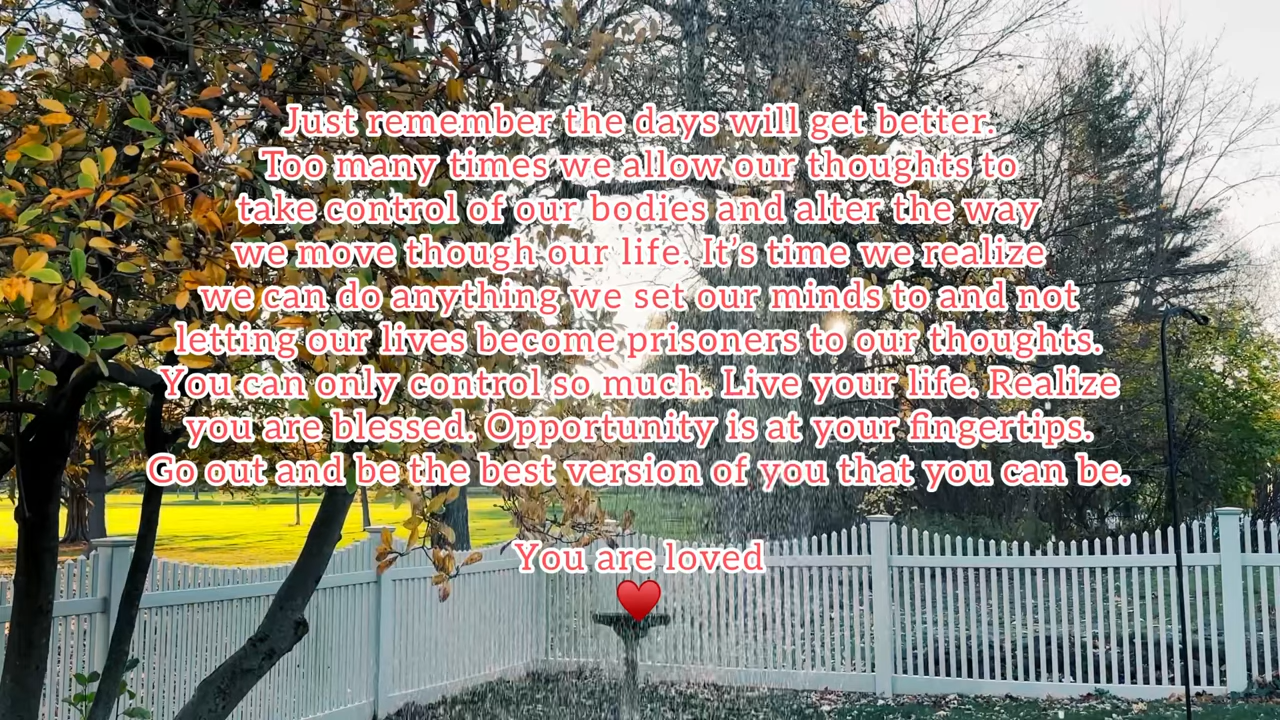 Just remember the days will get better.
Too many times we allow our thoughts to
take control of our bodies and alter the way
we move though our life. It's time we realize
we can do anything we set our minds to and not
letting our lives become prisoners to our thoughts.
You can only control so much. Live your life. Realize
you are blessed. Opportunity is at your fingertips.
Go out and be the best version of you that you can be.
You are loved
♥️